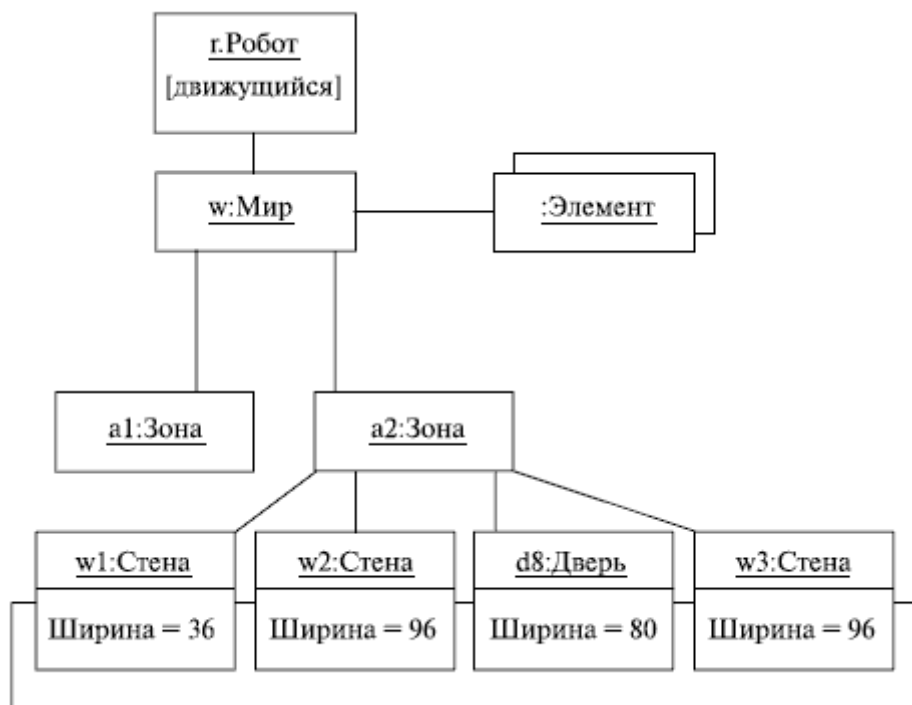 r.Робот
[движущийся]
w:Мир
:Элемент
a1:Зона
a2:Зона
w1:Стена
w2:Стена
d8:Дверь
w3:Стена
Ширина = 36
Ширина = 96
Ширина = 80
Ширина = 96